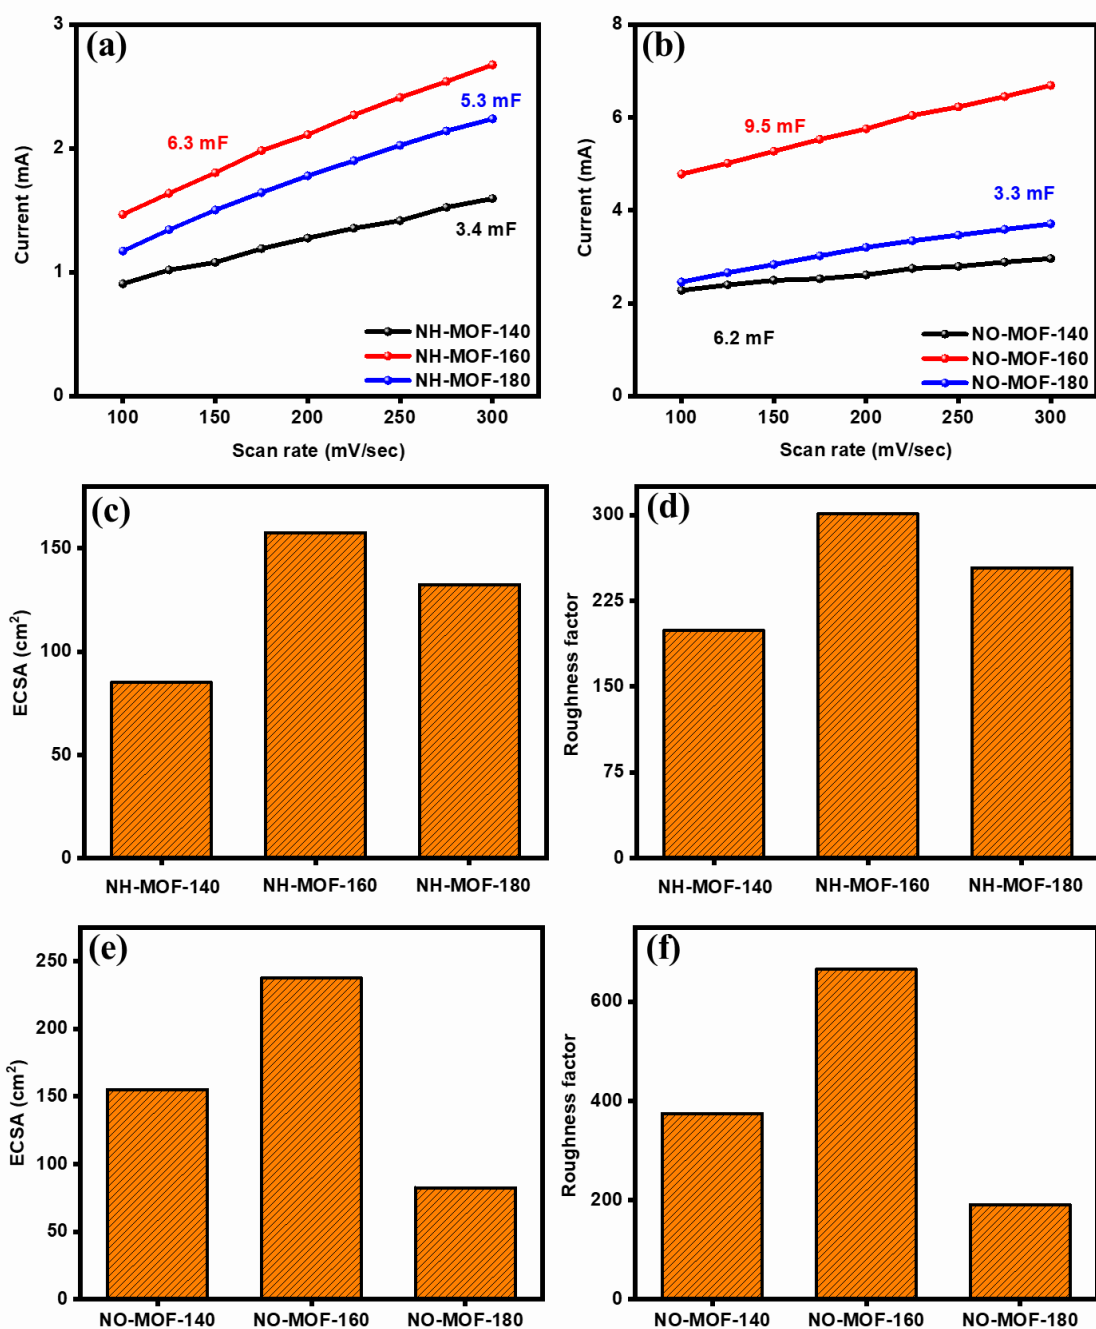 (a)
3
2
1
0
Current (mA)
6.3 mF
5.3 mF
3.4 mF
NH-MOF-140
NH-MOF-160
NH-MOF-180
100 150 200 250 300
Scan rate (mV/sec)
(b)
8
6
4
2
0
Current (mA)
9.5 mF
3.3 mF
6.2 mF
NO-MOF-140
NO-MOF-160
NO-MOF-180
100 150 200 250 300
Scan rate (mV/sec)
(c)
150
100
50
0
ECSA (cm²)
NH-MOF-140 NH-MOF-160 NH-MOF-180
(d)
300
225
150
75
0
Roughness factor
NH-MOF-140 NH-MOF-160 NH-MOF-180
(e)
250
200
150
100
50
0
ECSA (cm²)
NO-MOF-140 NO-MOF-160 NO-MOF-180
(f)
600
400
200
0
Roughness factor
NO-MOF-140 NO-MOF-160 NO-MOF-180